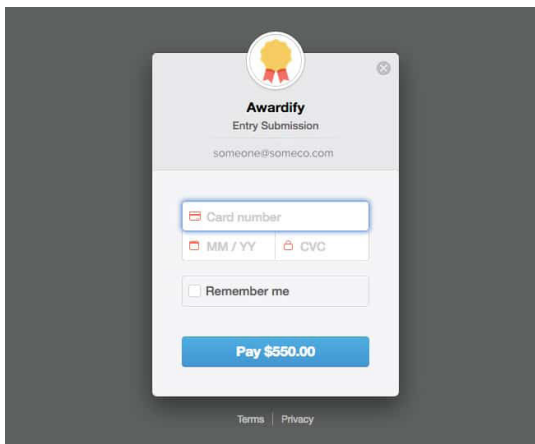 Awardify
Entry Submission
someone@someco.com
Card number
MM / YY CVC
Remember me
Pay $550.00
Terms | Privacy